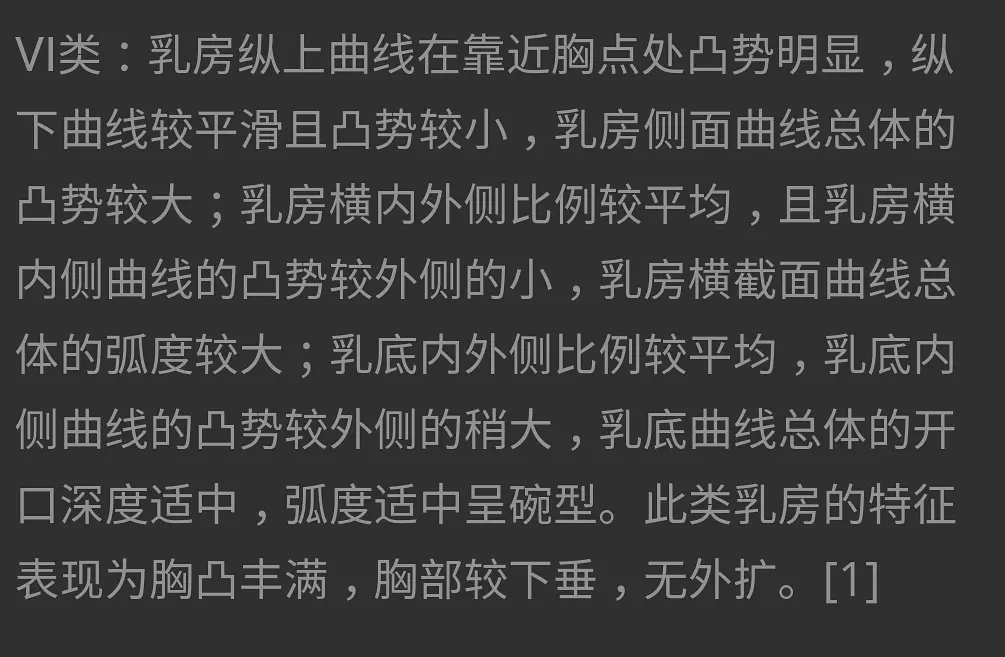 VI类：乳房纵上曲线在靠近胸点处凸势明显，纵
下曲线较平滑且凸势较小，乳房侧面曲线总体的
凸势较大；乳房横内外侧比例较平均，且乳房横
内侧曲线的凸势较外侧的小，乳房横截面曲线总
体的弧度较大；乳底内外侧比例较平均，乳底内
侧曲线的凸势较外侧的稍大，乳底曲线总体的开
口深度适中，弧度适中呈碗型。此类乳房的特征
表现为胸凸丰满，胸部较下垂，无外扩。[1]